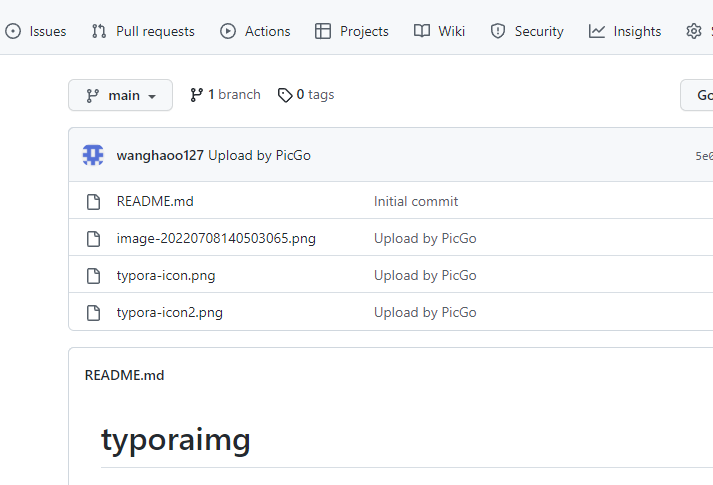 Issues Pull requests Actions Projects Wiki Security Insights
main 1 branch 0 tags
wanghaoo127 Upload by PicGo
README.md Initial commit
image-20220708140503065.png Upload by PicGo
typora-icon.png Upload by PicGo
typora-icon2.png Upload by PicGo
README.md
typoraimg